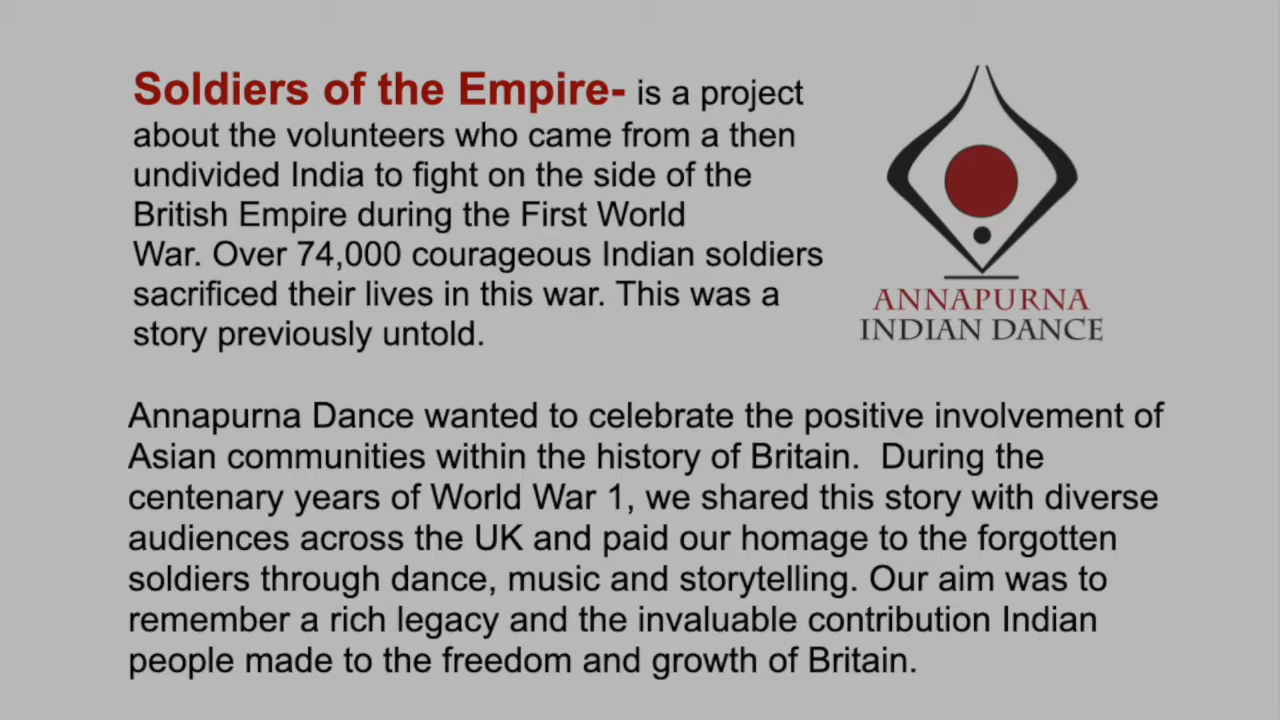 Soldiers of the Empire- is a project
about the volunteers who came from a then
undivided India to fight on the side of the
British Empire during the First World
War. Over 74,000 courageous Indian soldiers
sacrificed their lives in this war. This was a
story previously untold.
ANNAPURNA
INDIAN DANCE
Annapurna Dance wanted to celebrate the positive involvement of
Asian communities within the history of Britain.  During the
centenary years of World War 1, we shared this story with diverse
audiences across the UK and paid our homage to the forgotten
soldiers through dance, music and storytelling. Our aim was to
remember a rich legacy and the invaluable contribution Indian
people made to the freedom and growth of Britain.